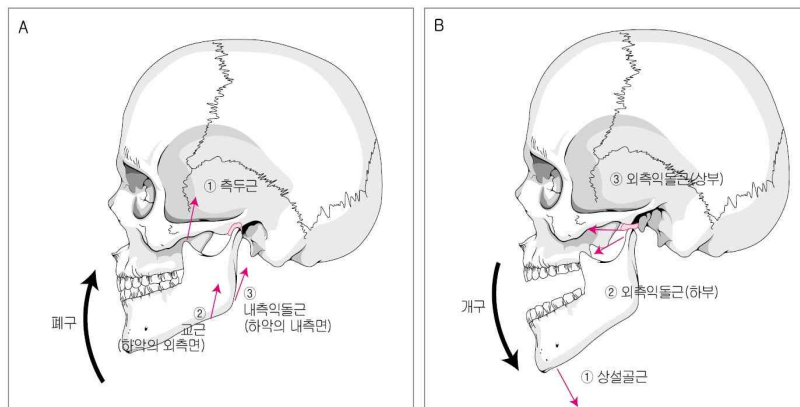 A
① 측두근
폐구
②
교근
(하악의 외측면)
③
내측익돌근
(하악의 내측면)
B
③ 외측익돌근(상부)
② 외측익돌근(하부)
개구
① 상설골근